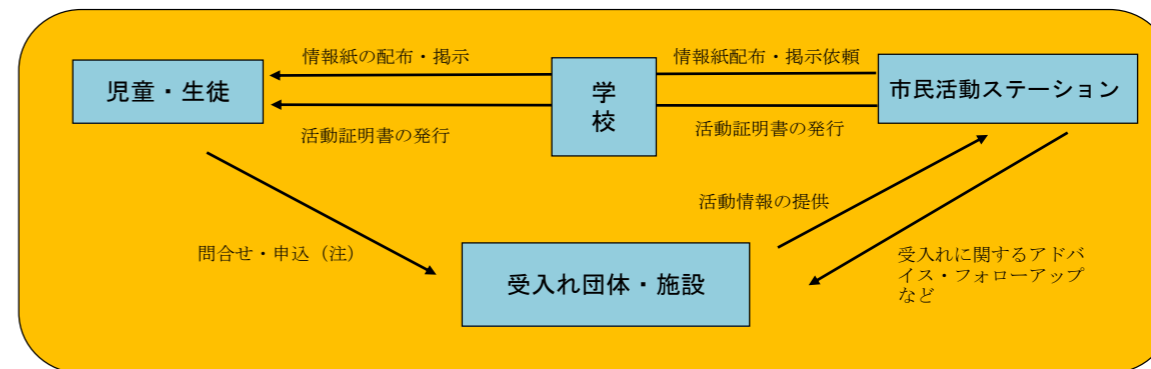 情報紙の配布・掲示
情報紙配布・掲示依頼
児童・生徒
学
校
市民活動ステーション
活動証明書の発行
活動証明書の発行
活動情報の提供
問合せ・申込（注）
受入れ団体・施設
受入れに関するアドバ
イス・フォローアップ
など